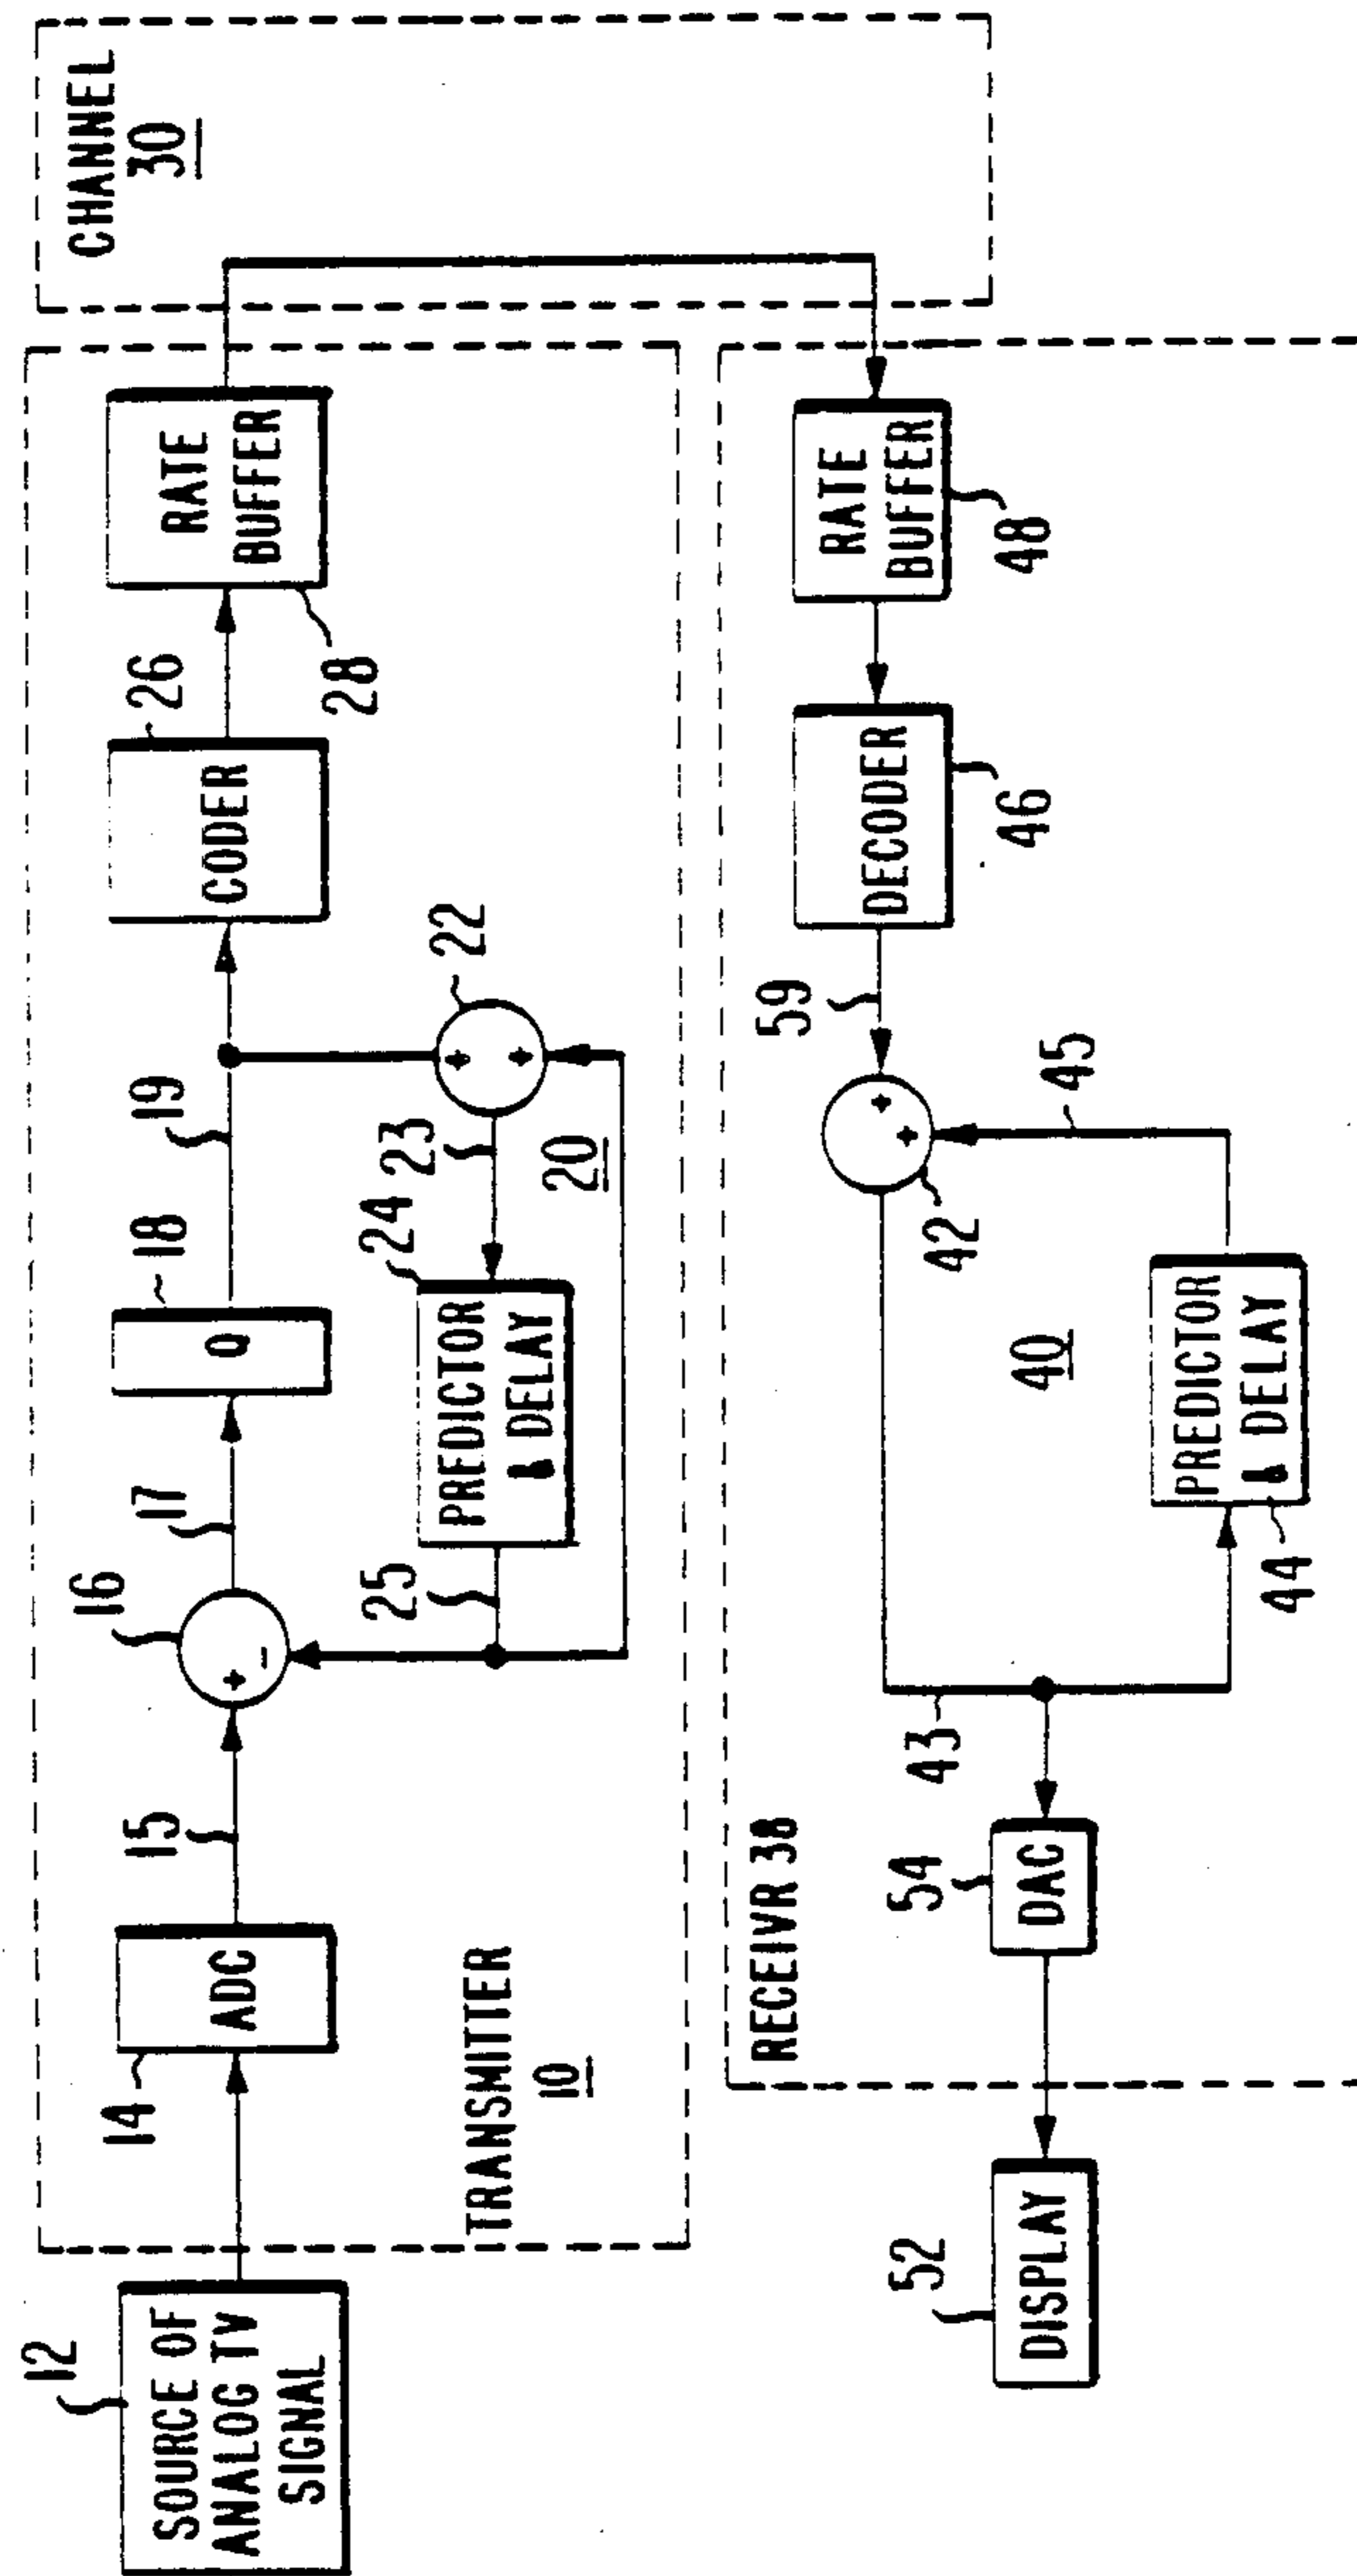 12
SOURCE OF
ANALOG TV
SIGNAL
14
ADC
15
16
+
-
17
18
Q
19
26
CODER
28
RATE
BUFFER
CHANNEL
30
TRANSMITTER
10
25
24
PREDICTOR
& DELAY
23
22
+
+
20
RECEIVR 38
52
DISPLAY
54
DAC
43
40
44
PREDICTOR
& DELAY
45
42
+
+
59
46
DECODER
48
RATE
BUFFER